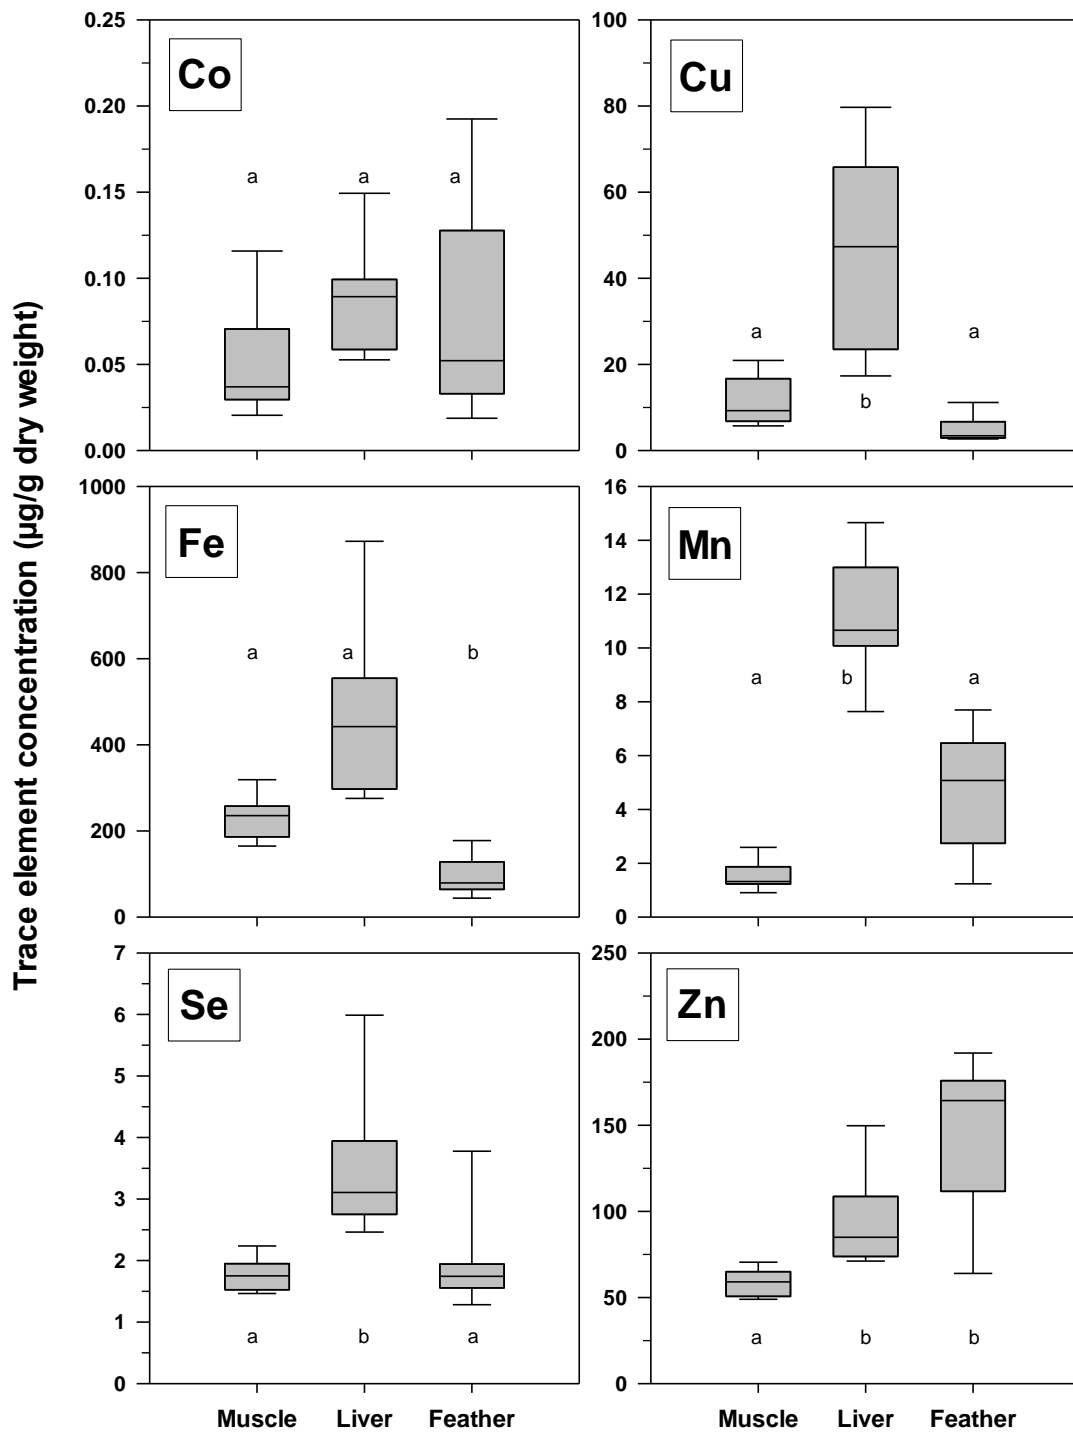 Trace element concentration (µg/g dry weight)
Co
0.25
0.20
0.15
0.10
0.05
0.00
a a a
Cu
100
80
60
40
20
0
a b a
Fe
1000
800
600
400
200
0
a a b
Mn
16
14
12
10
8
6
4
2
0
a b a
Se
7
6
5
4
3
2
1
0
a b a
Muscle Liver Feather
Zn
250
200
150
100
50
0
a b b
Muscle Liver Feather